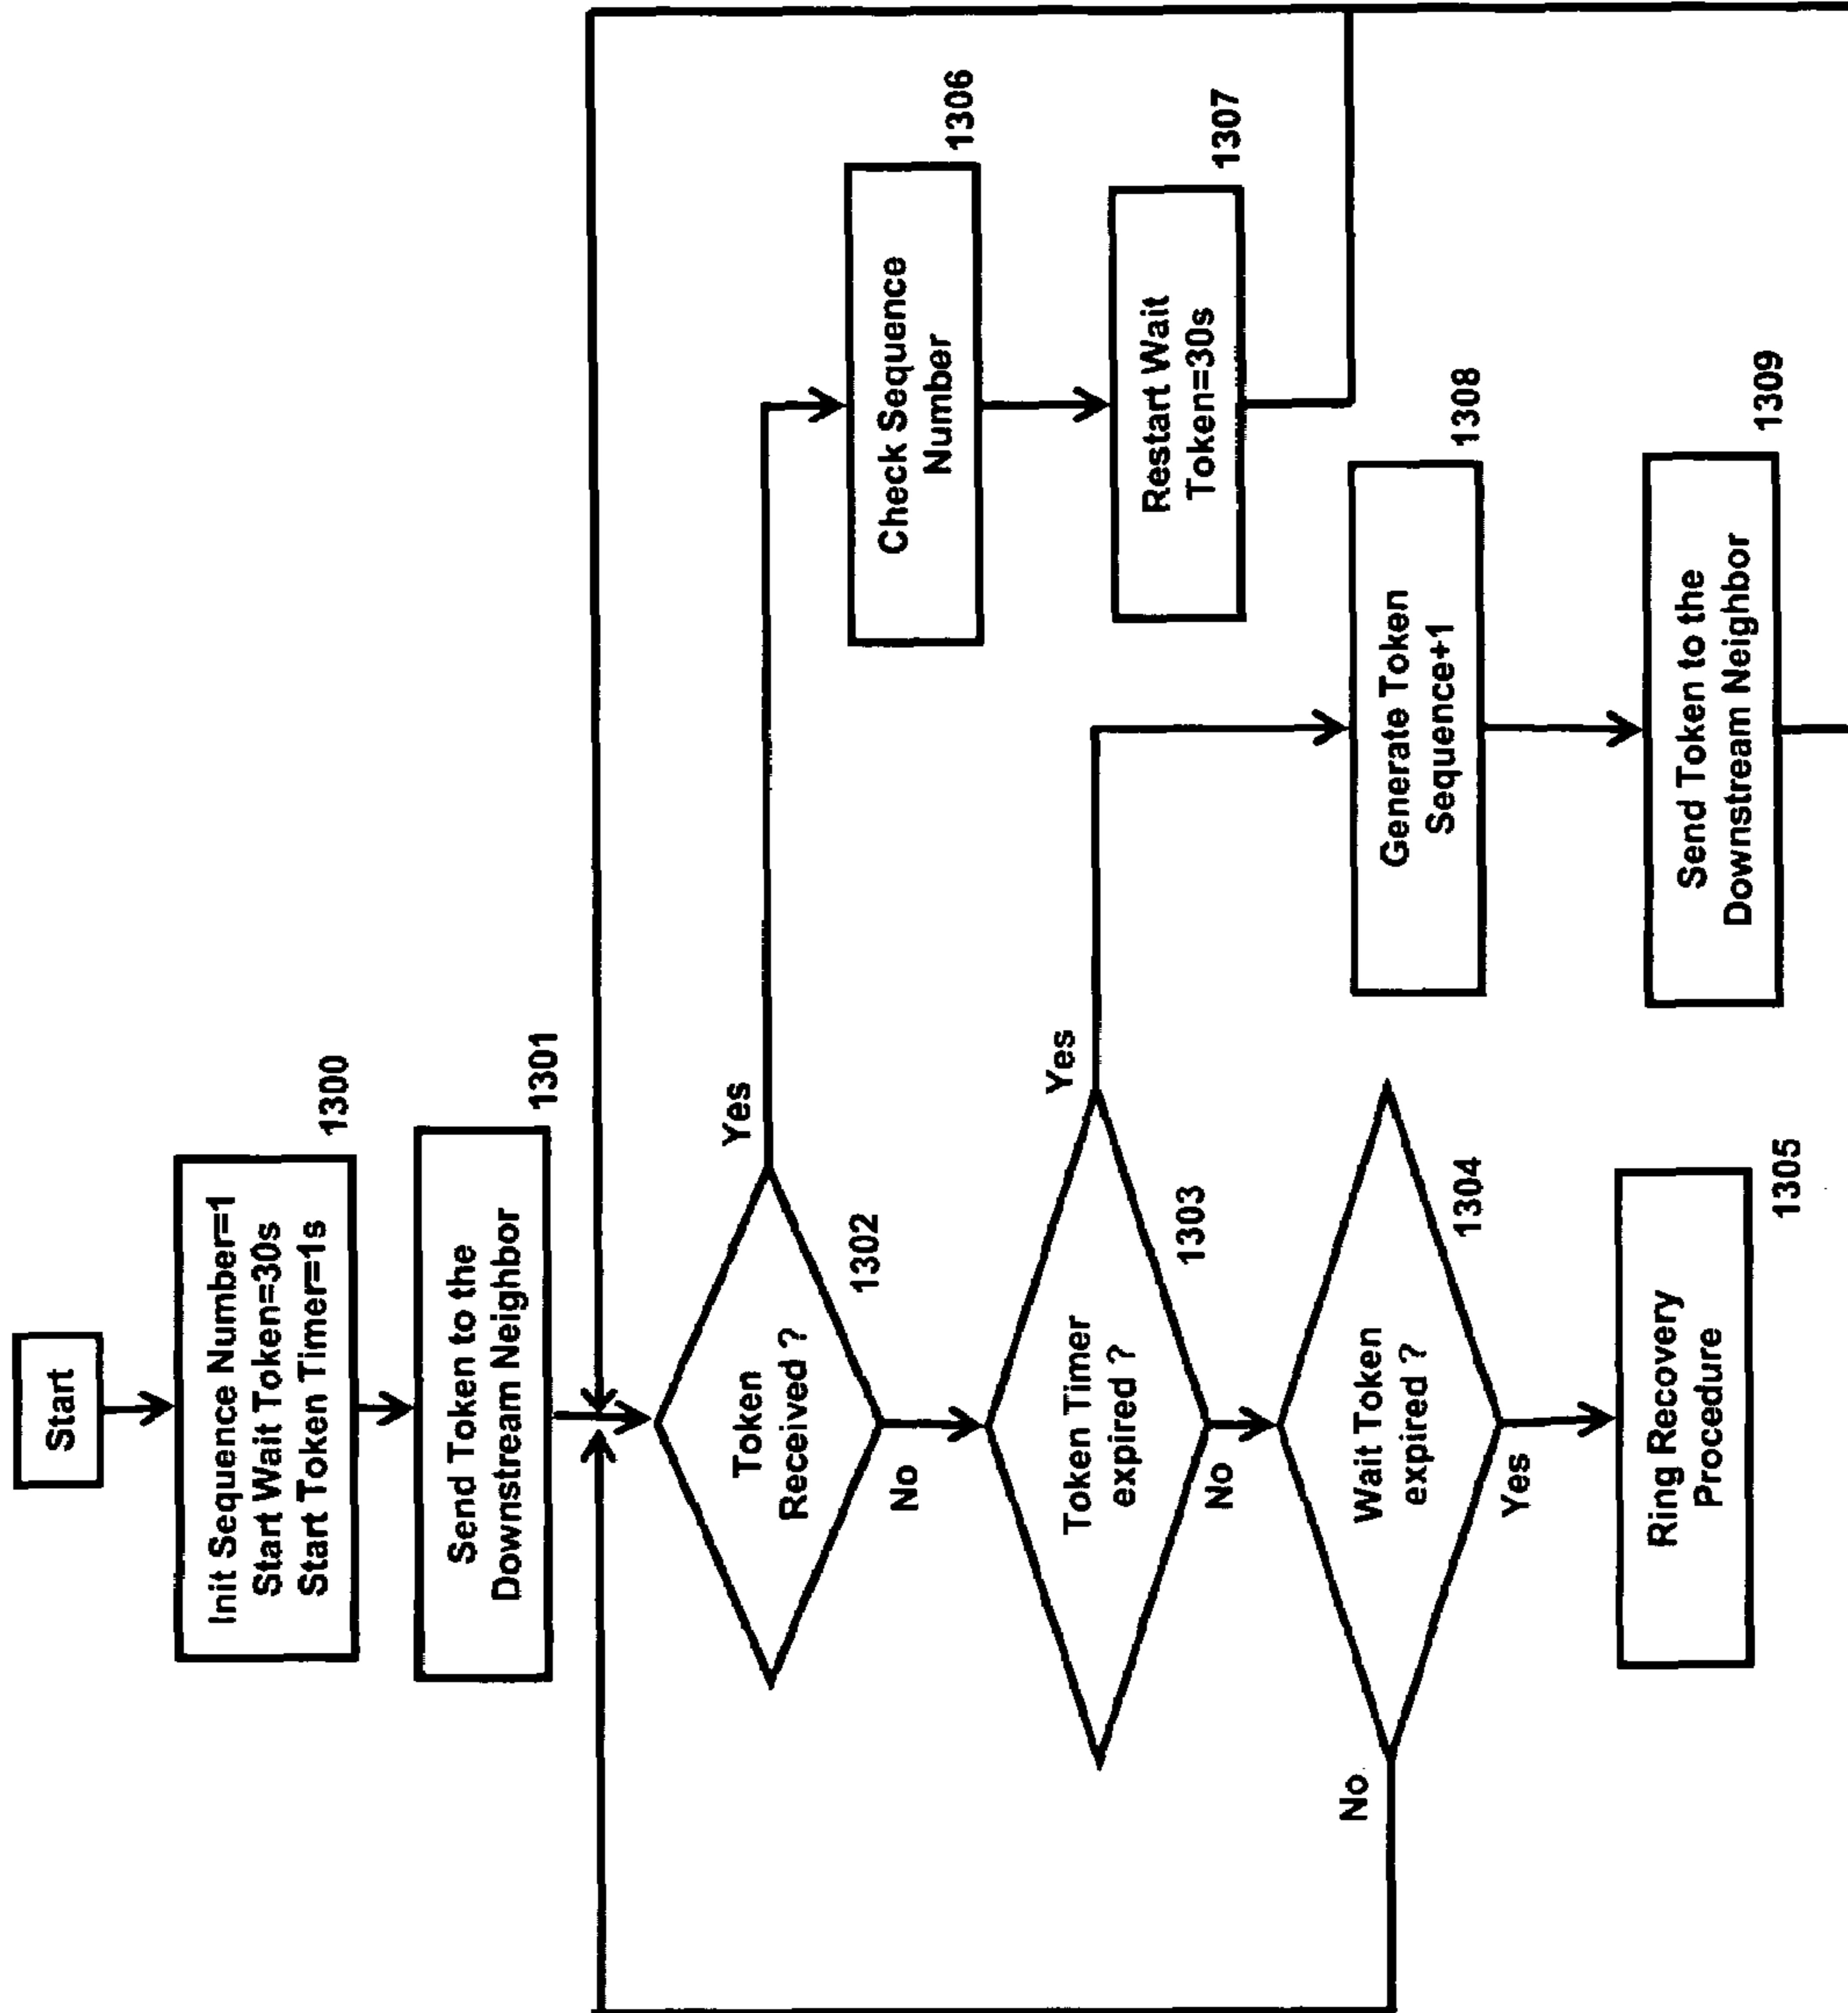 Start
Init Sequence Number=1
Start Wait Token=30s
Start Token Timer=1s
1300
Send Token to the
Downstream Neighbor
1301
Token
Received ?
1302
Yes
No
Check Sequence
Number
1306
Restart Wait
Token=30s
1307
Token Timer
expired ?
1303
Yes
No
Generate Token
Sequence+1
1308
Send Token to the
Downstream Neighbor
1309
Wait Token
expired ?
1304
No
Yes
Ring Recovery
Procedure
1305